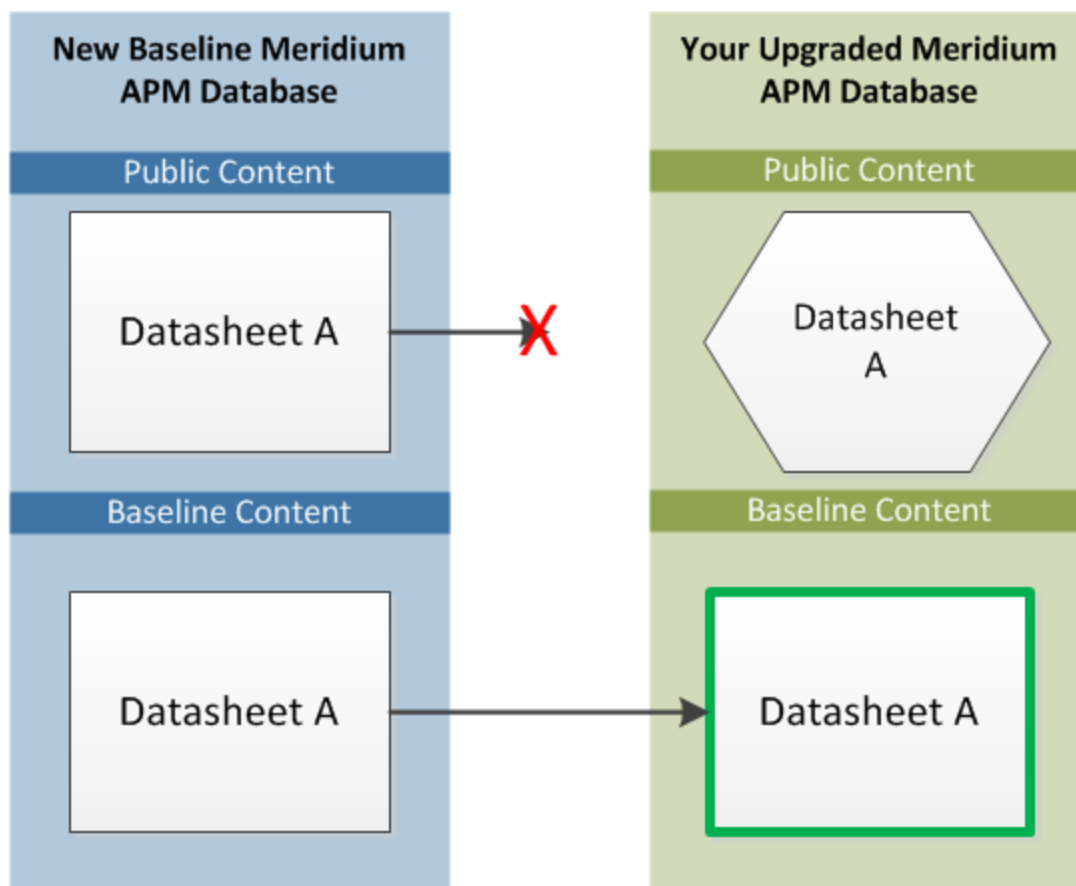 New Baseline Meridium
APM Database
Public Content
Datasheet A
X
Baseline Content
Datasheet A
Your Upgraded Meridium
APM Database
Public Content
Datasheet
A
Baseline Content
Datasheet A